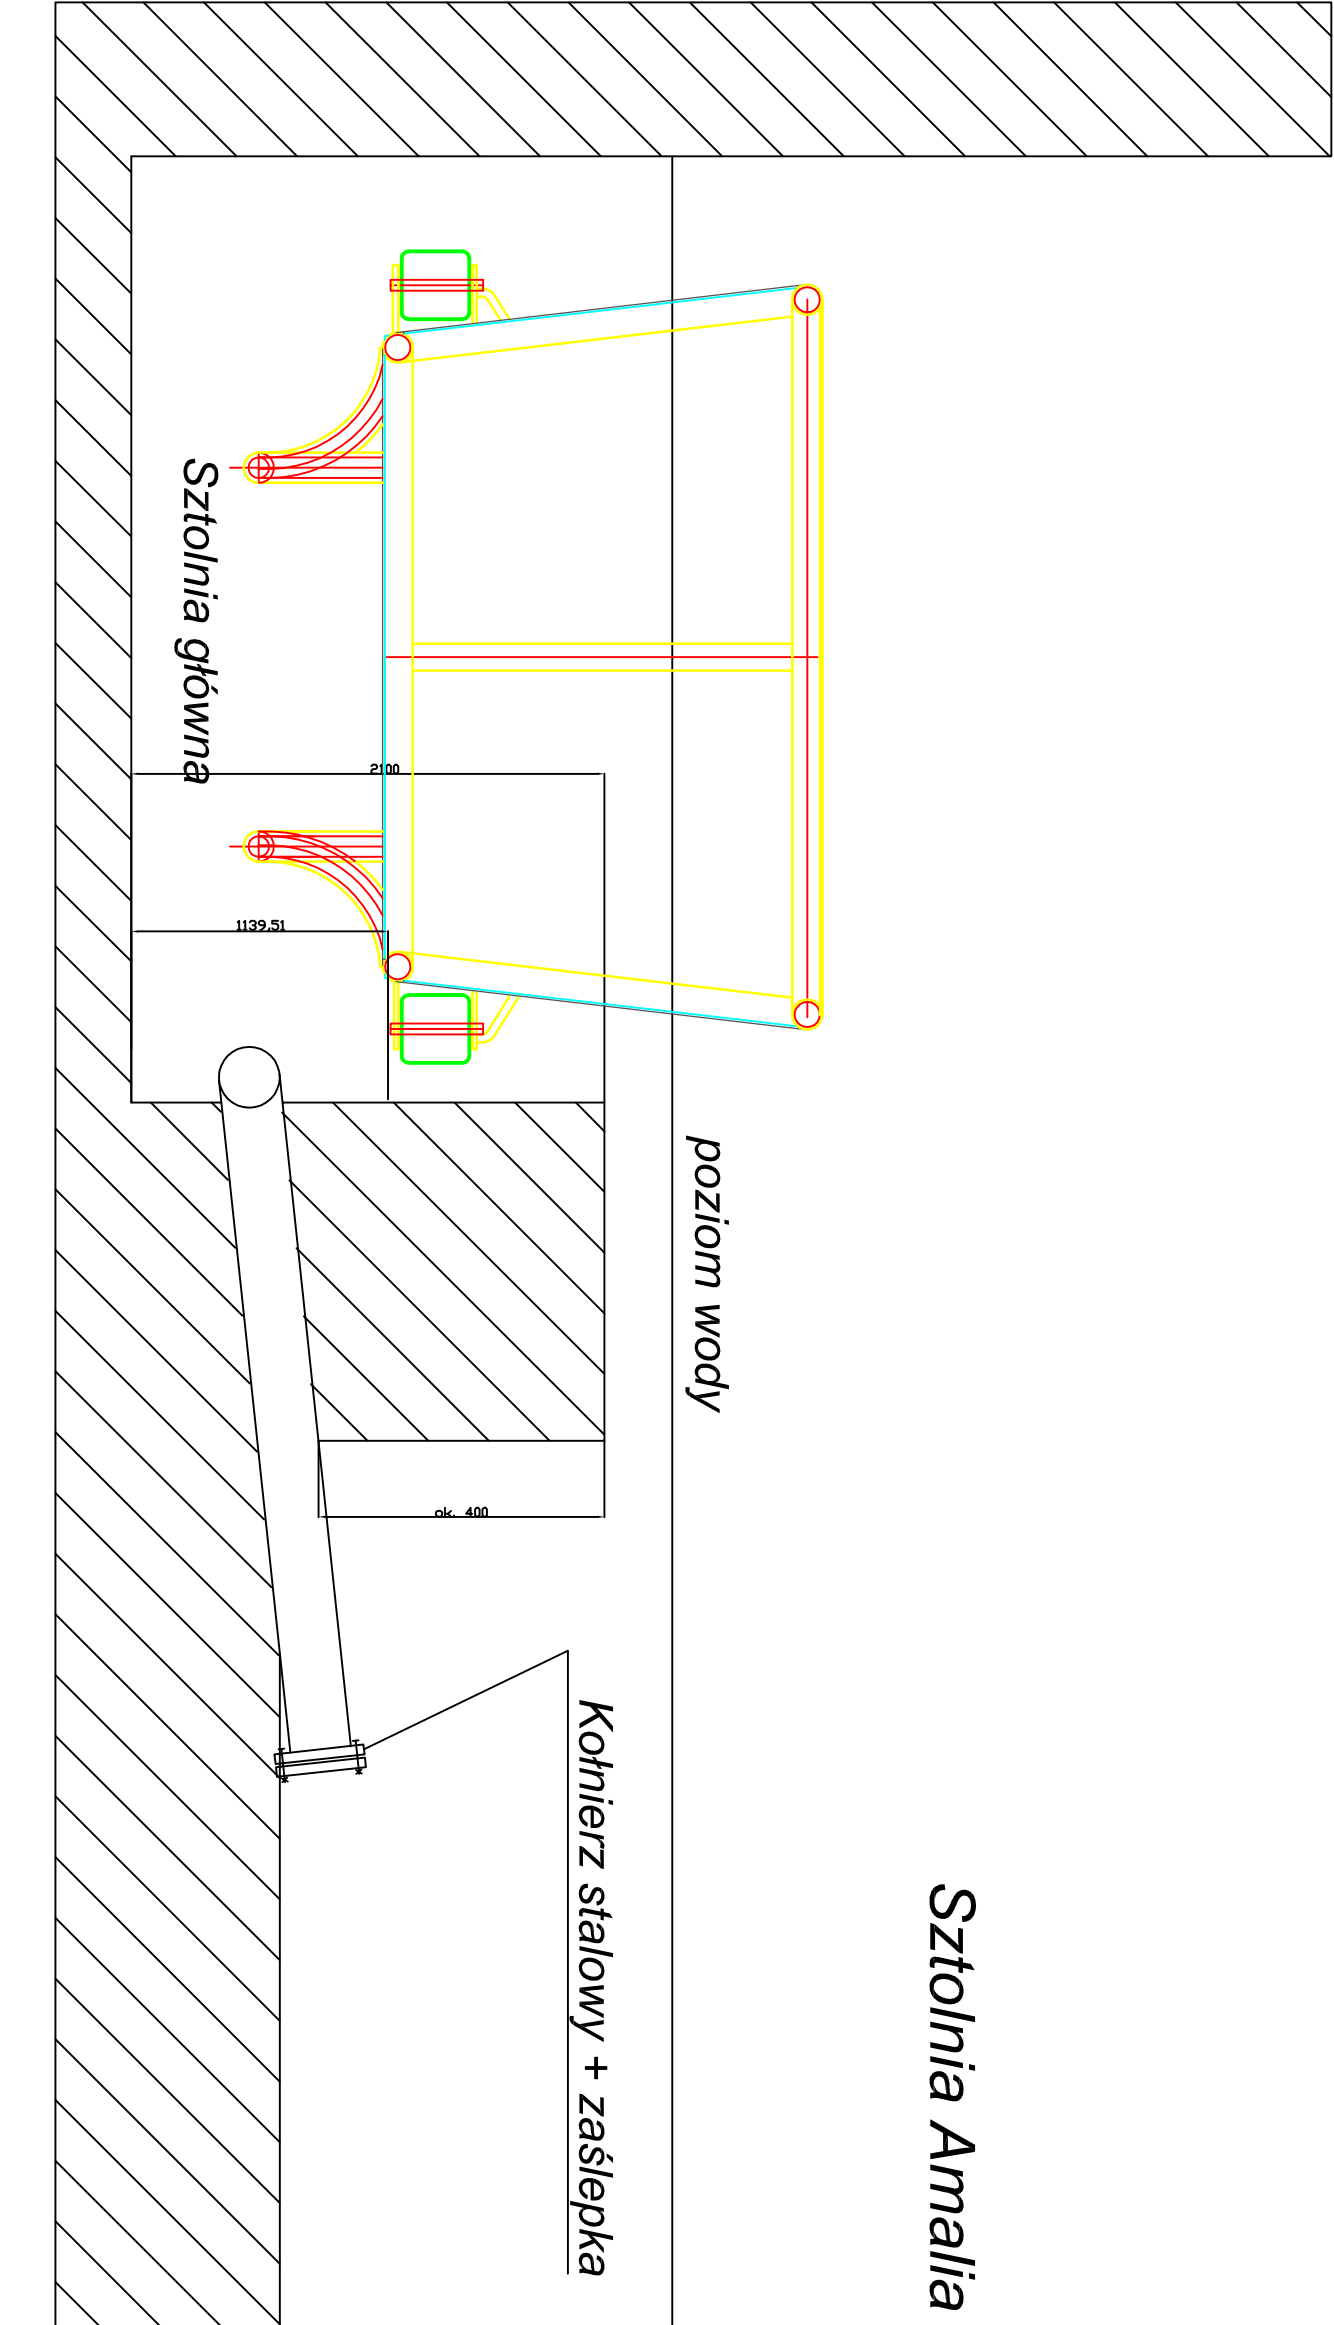 Sztolnia Amalia
poziom wody
Kołnierz stalowy + zaślepka
Sztolnia główna
2100
1139,51
ok. 400